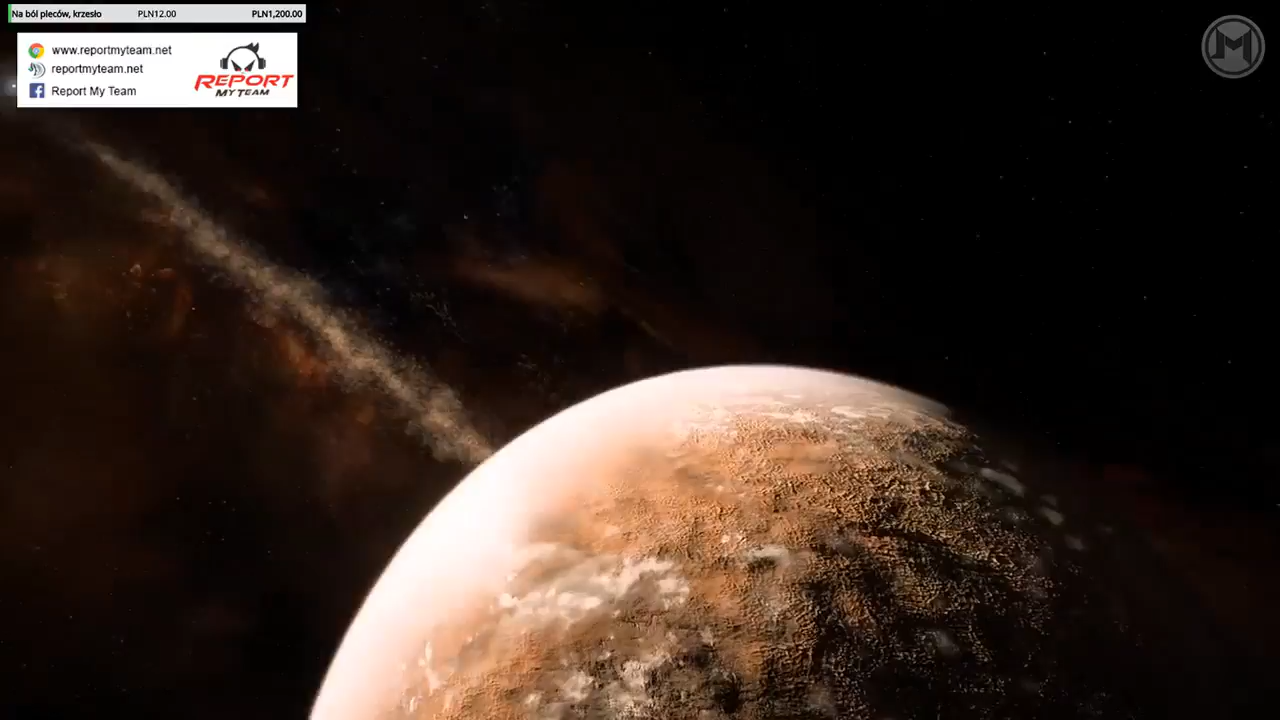 Na ból pleców, krzesło PLN12.00 PLN1,200.00
www.reportmyteam.net
reportmyteam.net
Report My Team
REPORT
MY TEAM
M